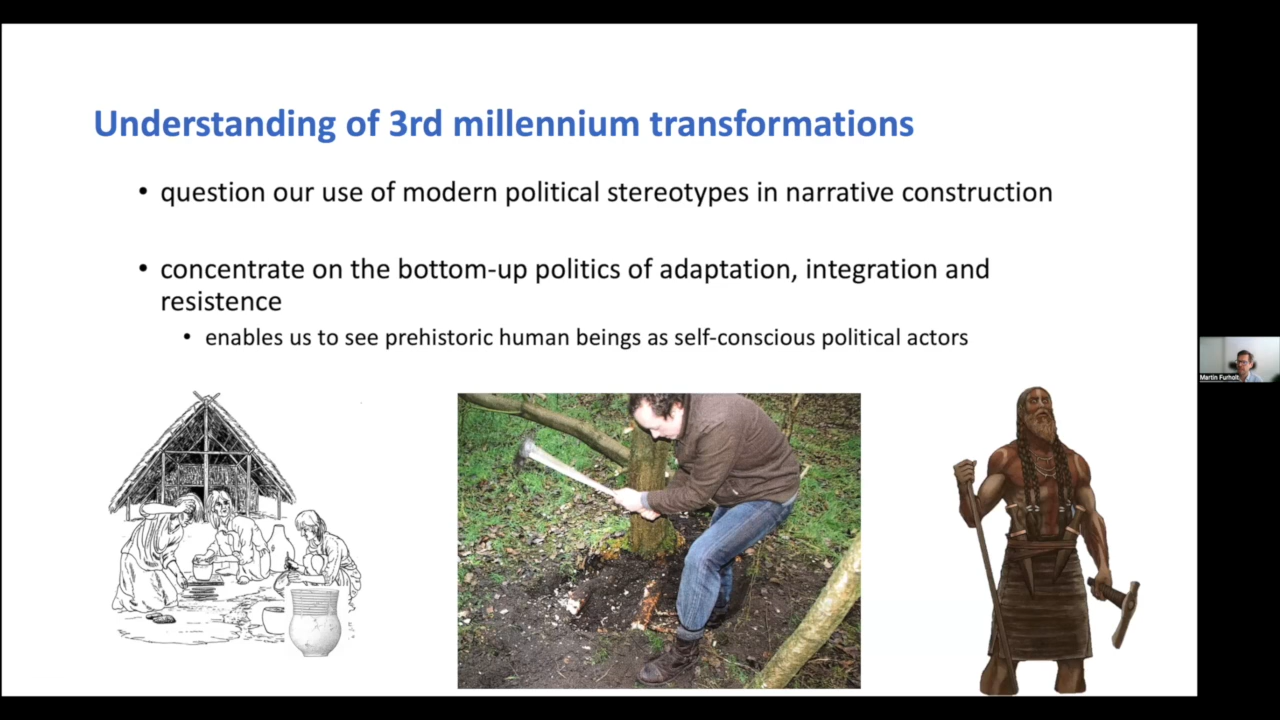 Understanding of 3rd millennium transformations
• question our use of modern political stereotypes in narrative construction
• concentrate on the bottom-up politics of adaptation, integration and
resistence
• enables us to see prehistoric human beings as self-conscious political actors
Martin Furholt